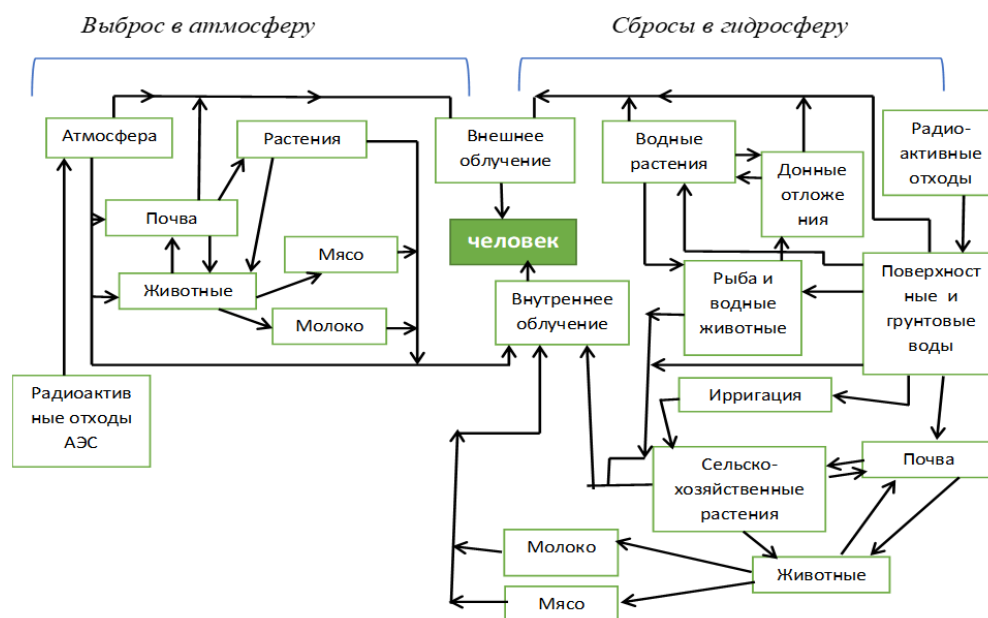 Выброс в атмосферу
Сбросы в гидросферу
Атмосфера
Растения
Почва
Животные
Мясо
Молоко
Радиоактив
ные отходы
АЭС
Внешнее
облучение
человек
Внутреннее
облучение
Водные
растения
Донные
отложе
ния
Радио-
активные
отходы
Рыба и
водные
животные
Поверхност
ные и
грунтовые
воды
Ирригация
Сельско-
хозяйственные
растения
Почва
Молоко
Мясо
Животные